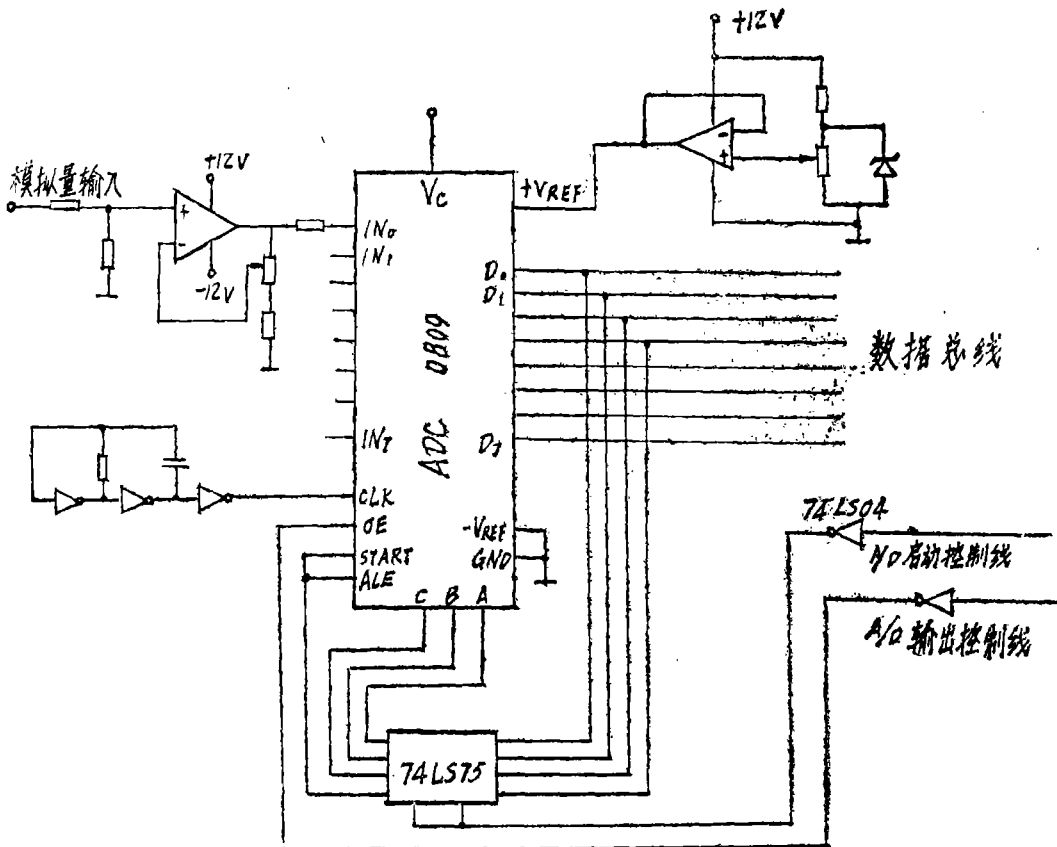 +12V
模拟量输入
+12V
-12V
+
-
-
+
VC
+VREF
IN0
IN1
IN7
D0
D1
D7
ADC 0809
数据总线
CLK
OE
START
ALE
-VREF
GND
C B A
74LS04
A/D启动控制线
A/D输出控制线
74LS75